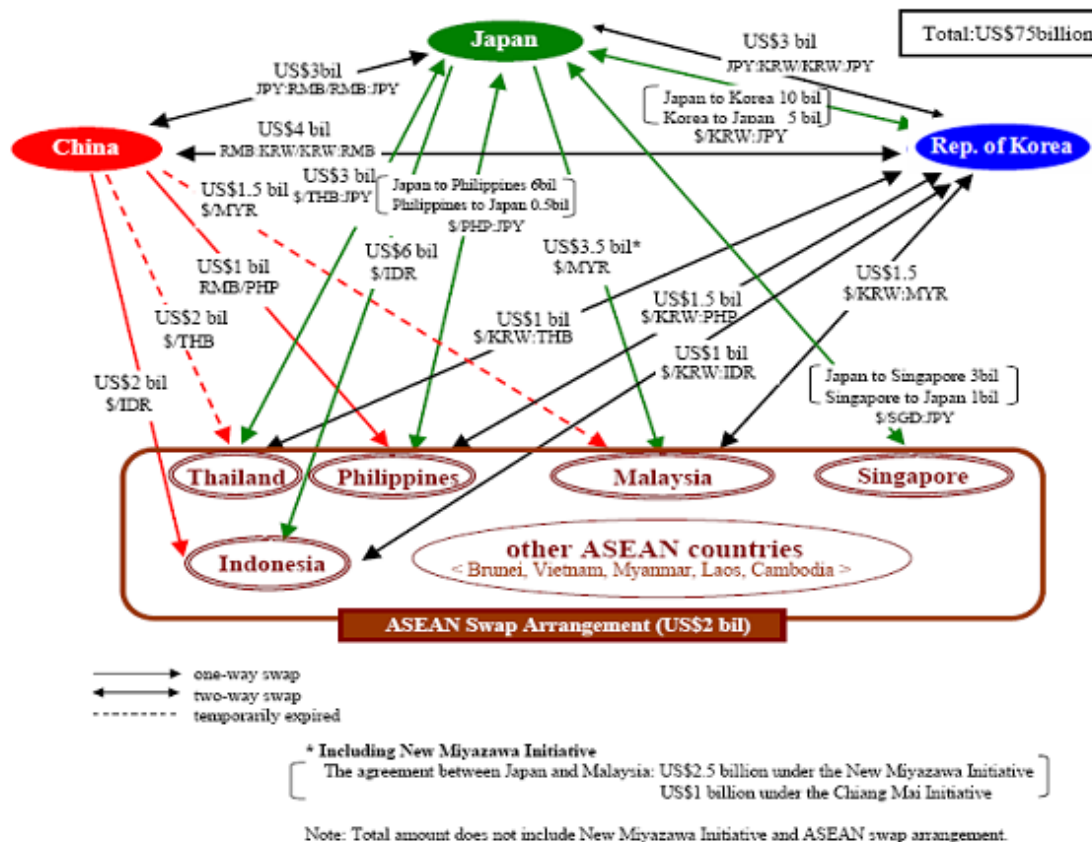 Japan
Total:US$75billion
US$3 bil
JPY:KRW/KRW:JPY
US$3bil
JPY:RMB/RMB:JPY
Japan to Korea 10 bil
Korea to Japan 5 bil
$/KRW:JPY
China
US$4 bil
RMB:KRW/KRW:RMB
Rep. of Korea
US$1.5 bil
$/MYR
US$3 bil
$/THB:JPY
Japan to Philippines 6bil
Philippines to Japan 0.5bil
$/PHP:JPY
US$6 bil
$/IDR
US$3.5 bil*
$/MYR
US$1 bil
RMB/PHP
US$1.5
$/KRW:MYR
US$2 bil
$/THB
US$1 bil
$/KRW:THB
US$1.5 bil
$/KRW:PHP
US$1 bil
$/KRW:IDR
US$2 bil
$/IDR
Japan to Singapore 3bil
Singapore to Japan 1bil
$/SGD:JPY
Thailand
Philippines
Malaysia
Singapore
Indonesia
other ASEAN countries
< Brunei, Vietnam, Myanmar, Laos, Cambodia >
ASEAN Swap Arrangement (US$2 bil)
one-way swap
two-way swap
temporarily expired
* Including New Miyazawa Initiative
The agreement between Japan and Malaysia: US$2.5 billion under the New Miyazawa Initiative
US$1 billion under the Chiang Mai Initiative
Note: Total amount does not include New Miyazawa Initiative and ASEAN swap arrangement.